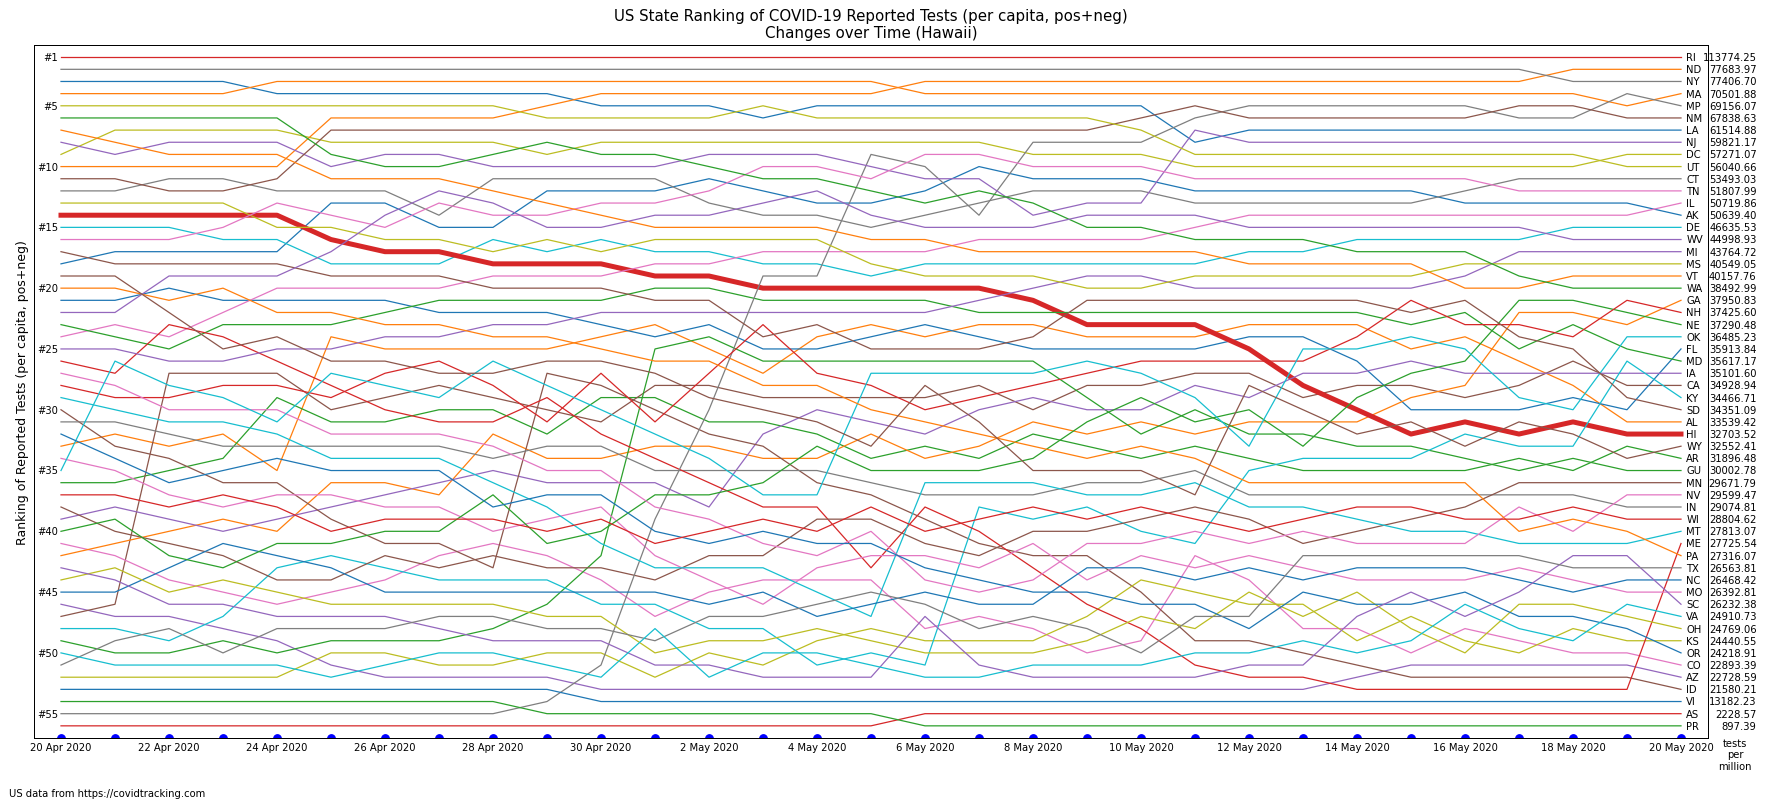 US State Ranking of COVID-19 Reported Tests (per capita, pos+neg)
Changes over Time (Hawaii)
Ranking of Reported Tests (per capita, pos+neg)
#1
#5
#10
#15
#20
#25
#30
#35
#40
#45
#50
#55
RI 113774.25
ND 77683.97
NY 77406.70
MA 70501.88
MP 69156.07
NM 67838.63
LA 61514.88
NJ 59821.17
DC 57271.07
UT 56040.66
CT 53493.03
TN 51807.99
IL 50719.86
AK 50639.40
DE 46635.53
WV 44998.93
MI 43764.72
MS 40549.05
VT 40157.76
WA 38492.99
GA 37950.83
NH 37425.60
NE 37290.48
OK 36485.23
FL 35913.84
MD 35617.17
IA 35101.60
CA 34928.94
KY 34466.71
SD 34351.09
AL 33539.42
HI 32703.52
WY 32552.41
AR 31896.48
GU 30002.78
MN 29671.79
NV 29599.47
IN 29074.81
WI 28804.62
MT 27813.07
ME 27725.54
PA 27316.07
TX 26563.81
NC 26468.42
MO 26392.81
SC 26232.38
VA 24910.73
OH 24769.06
KS 24440.55
OR 24218.91
CO 22893.39
AZ 22728.59
ID 21580.21
VI 13182.23
AS 2228.57
PR 897.39
20 Apr 2020
22 Apr 2020
24 Apr 2020
26 Apr 2020
28 Apr 2020
30 Apr 2020
2 May 2020
4 May 2020
6 May 2020
8 May 2020
10 May 2020
12 May 2020
14 May 2020
16 May 2020
18 May 2020
20 May 2020
tests
per
million
US data from https://covidtracking.com